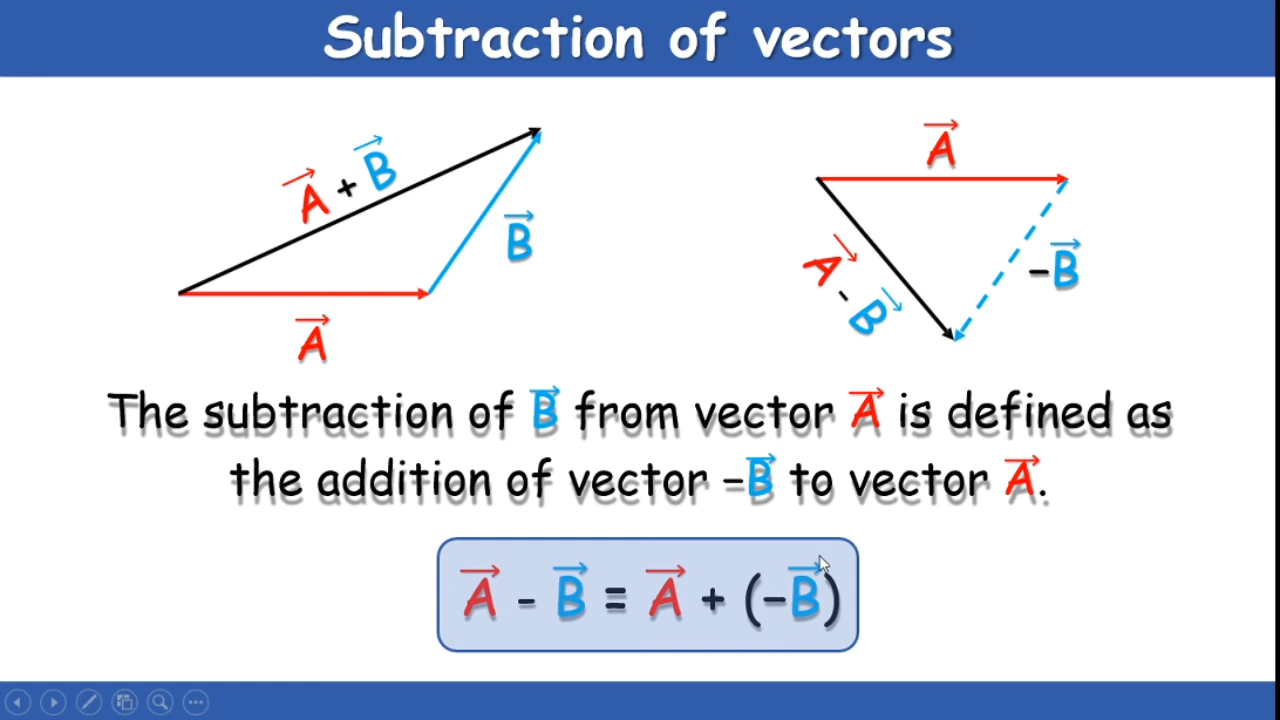 Subtraction of vectors
A⃗ + B⃗
B⃗
A⃗
A⃗
−B⃗
A⃗ - B⃗
The subtraction of B⃗ from vector A⃗ is defined as
the addition of vector −B⃗ to vector A⃗.
A⃗ - B⃗ = A⃗ + (−B⃗)